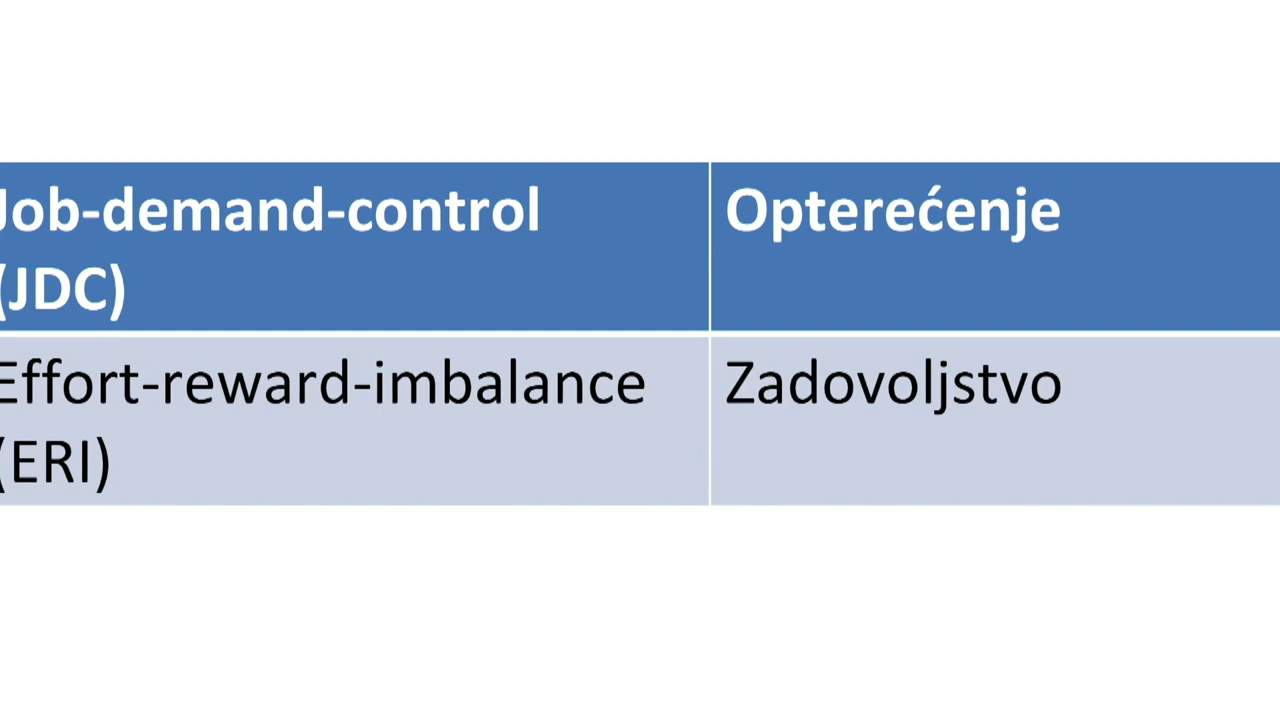 Job-demand-control
Opterećenje
(JDC)
Effort-reward-imbalance
Zadovoljstvo
(ERI)